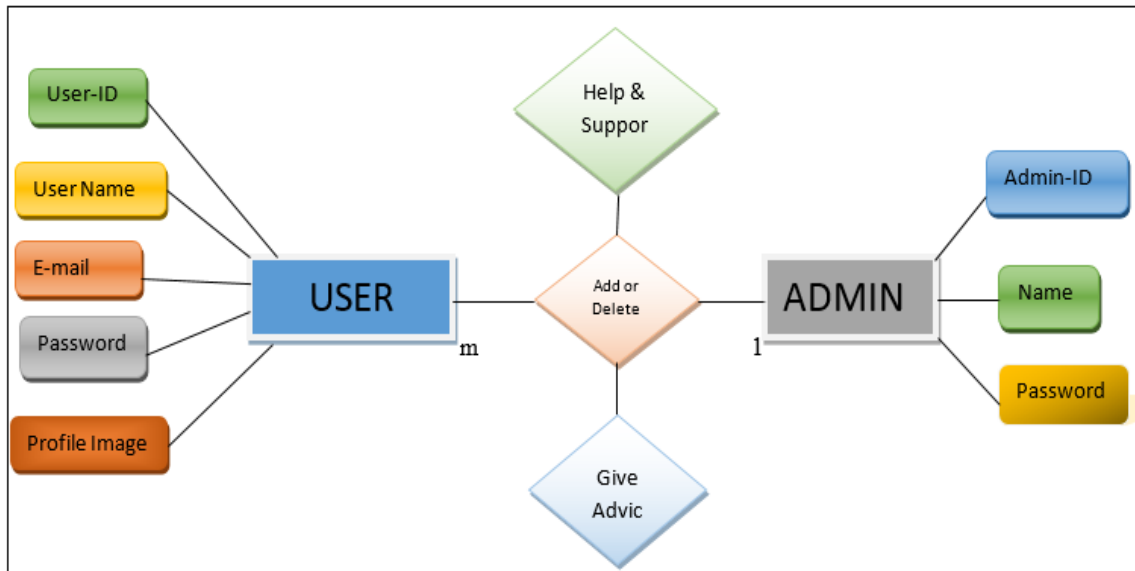 Help &
Suppor
User-ID
User Name
E-mail
Password
Profile Image
USER
m
Add or
Delete
1
ADMIN
Admin-ID
Name
Password
Give
Advic